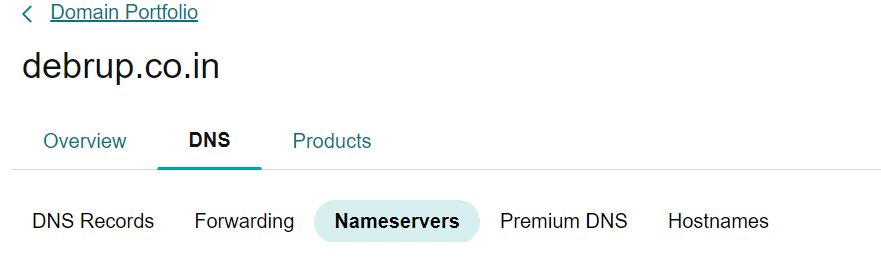 Domain Portfolio
debrup.co.in
Overview DNS Products
DNS Records Forwarding Nameservers Premium DNS Hostnames